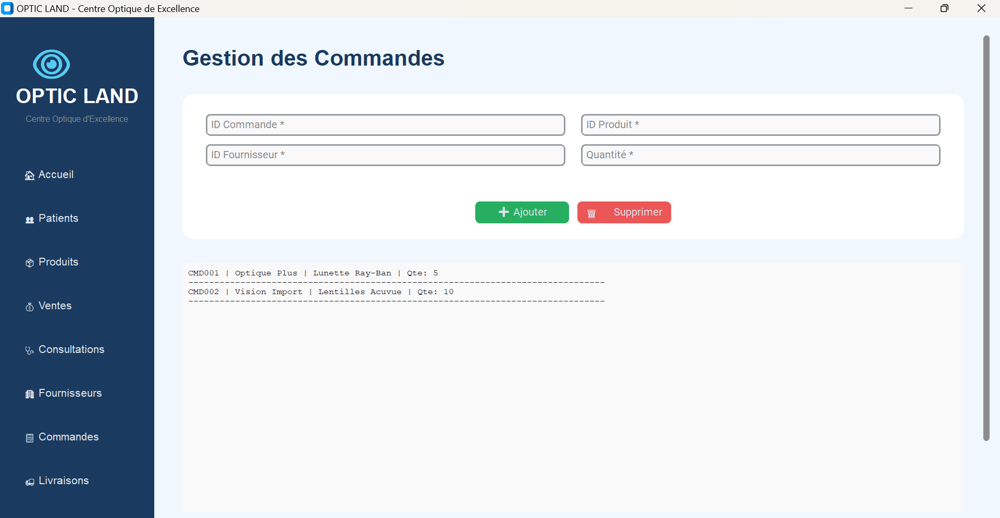 OPTIC LAND - Centre Optique de Excellence
OPTIC LAND
Centre Optique d'Excellence
Accueil
Patients
Produits
Ventes
Consultations
Fournisseurs
Commandes
Livraisons
Gestion des Commandes
ID Commande *
ID Produit *
ID Fournisseur *
Quantité *
Ajouter
Supprimer
CMD001 | Optique Plus | Lunette Ray-Ban | Qte: 5
--------------------------------------------------------------------------------
CMD002 | Vision Import | Lentilles Acuvue | Qte: 10
--------------------------------------------------------------------------------